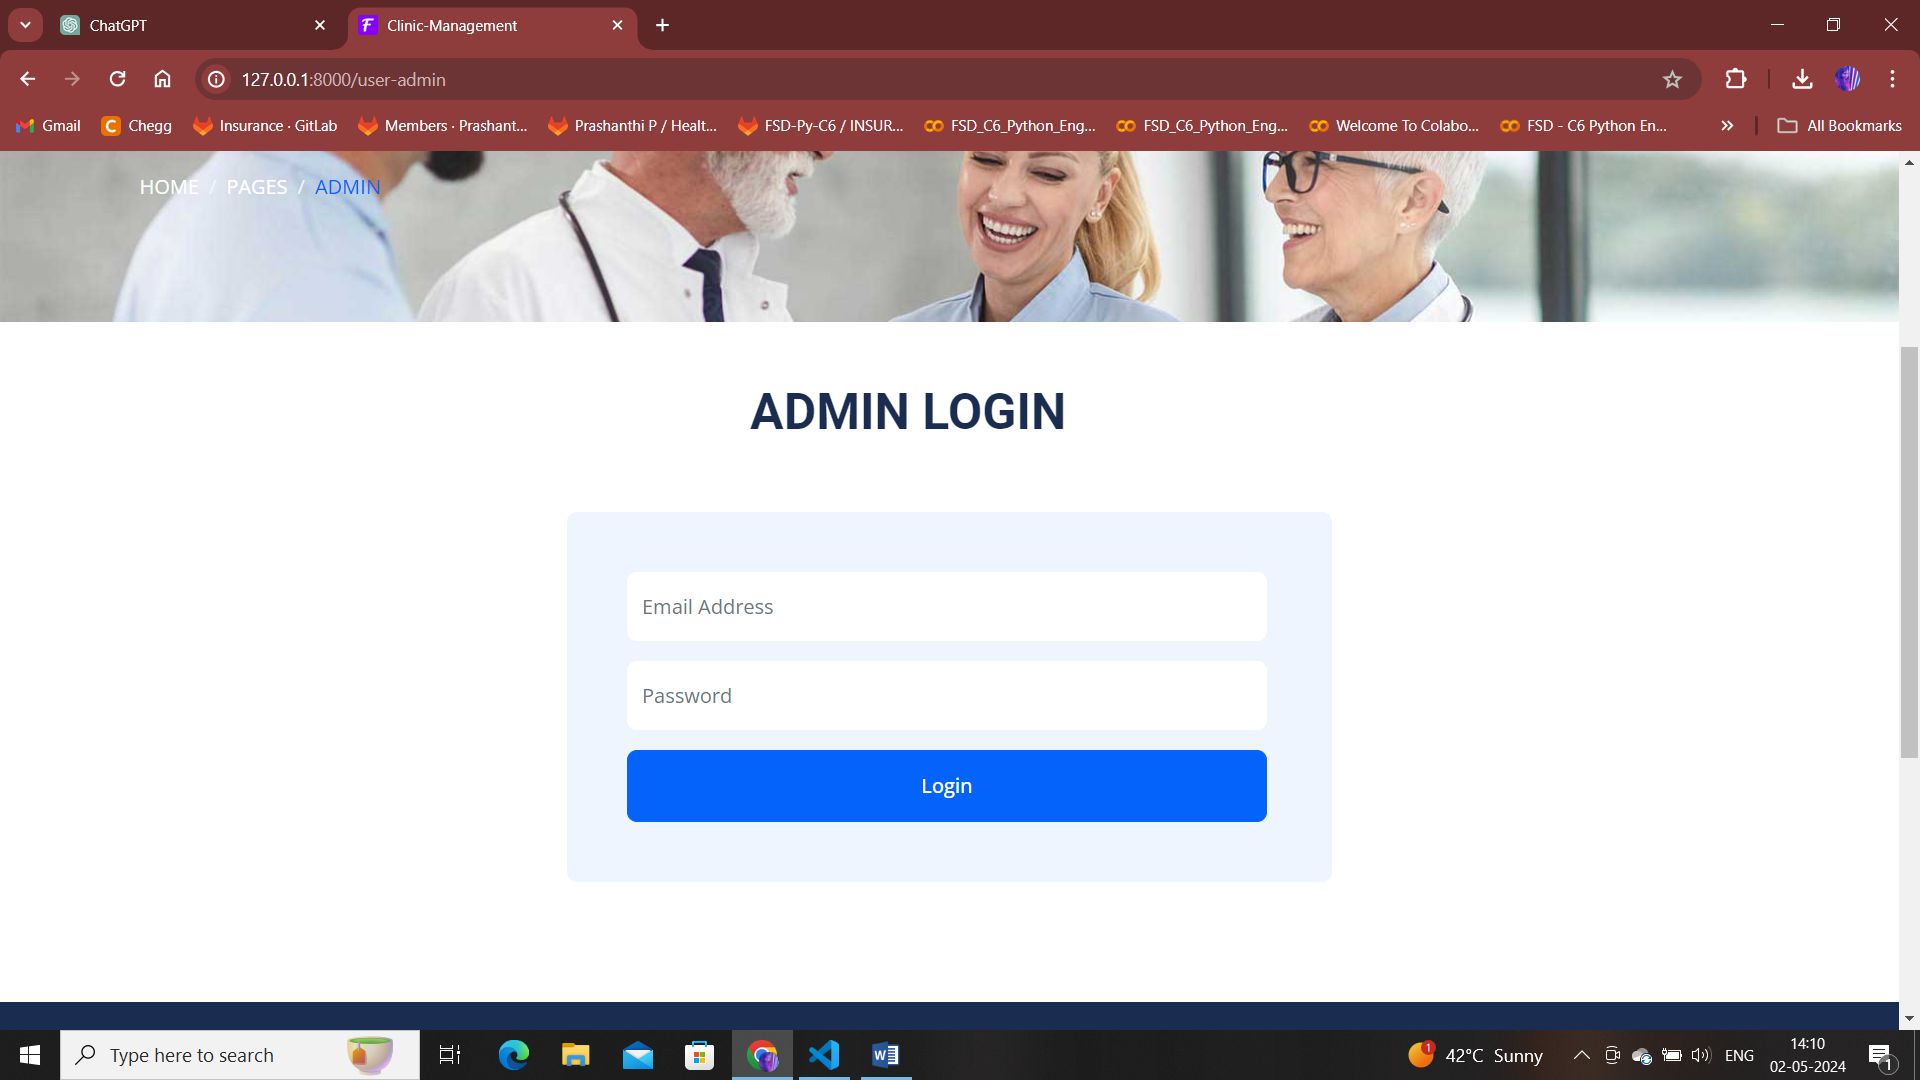 ChatGPT
Clinic-Management
127.0.0.1:8000/user-admin
Gmail
Chegg
Insurance · GitLab
Members · Prashant...
Prashanthi P / Healt...
FSD-Py-C6 / INSUR...
FSD_C6_Python_Eng...
FSD_C6_Python_Eng...
Welcome To Colabo...
FSD - C6 Python En...
All Bookmarks
HOME / PAGES / ADMIN
ADMIN LOGIN
Email Address
Password
Login
Type here to search
1
42°C Sunny
ENG
14:10
02-05-2024
1